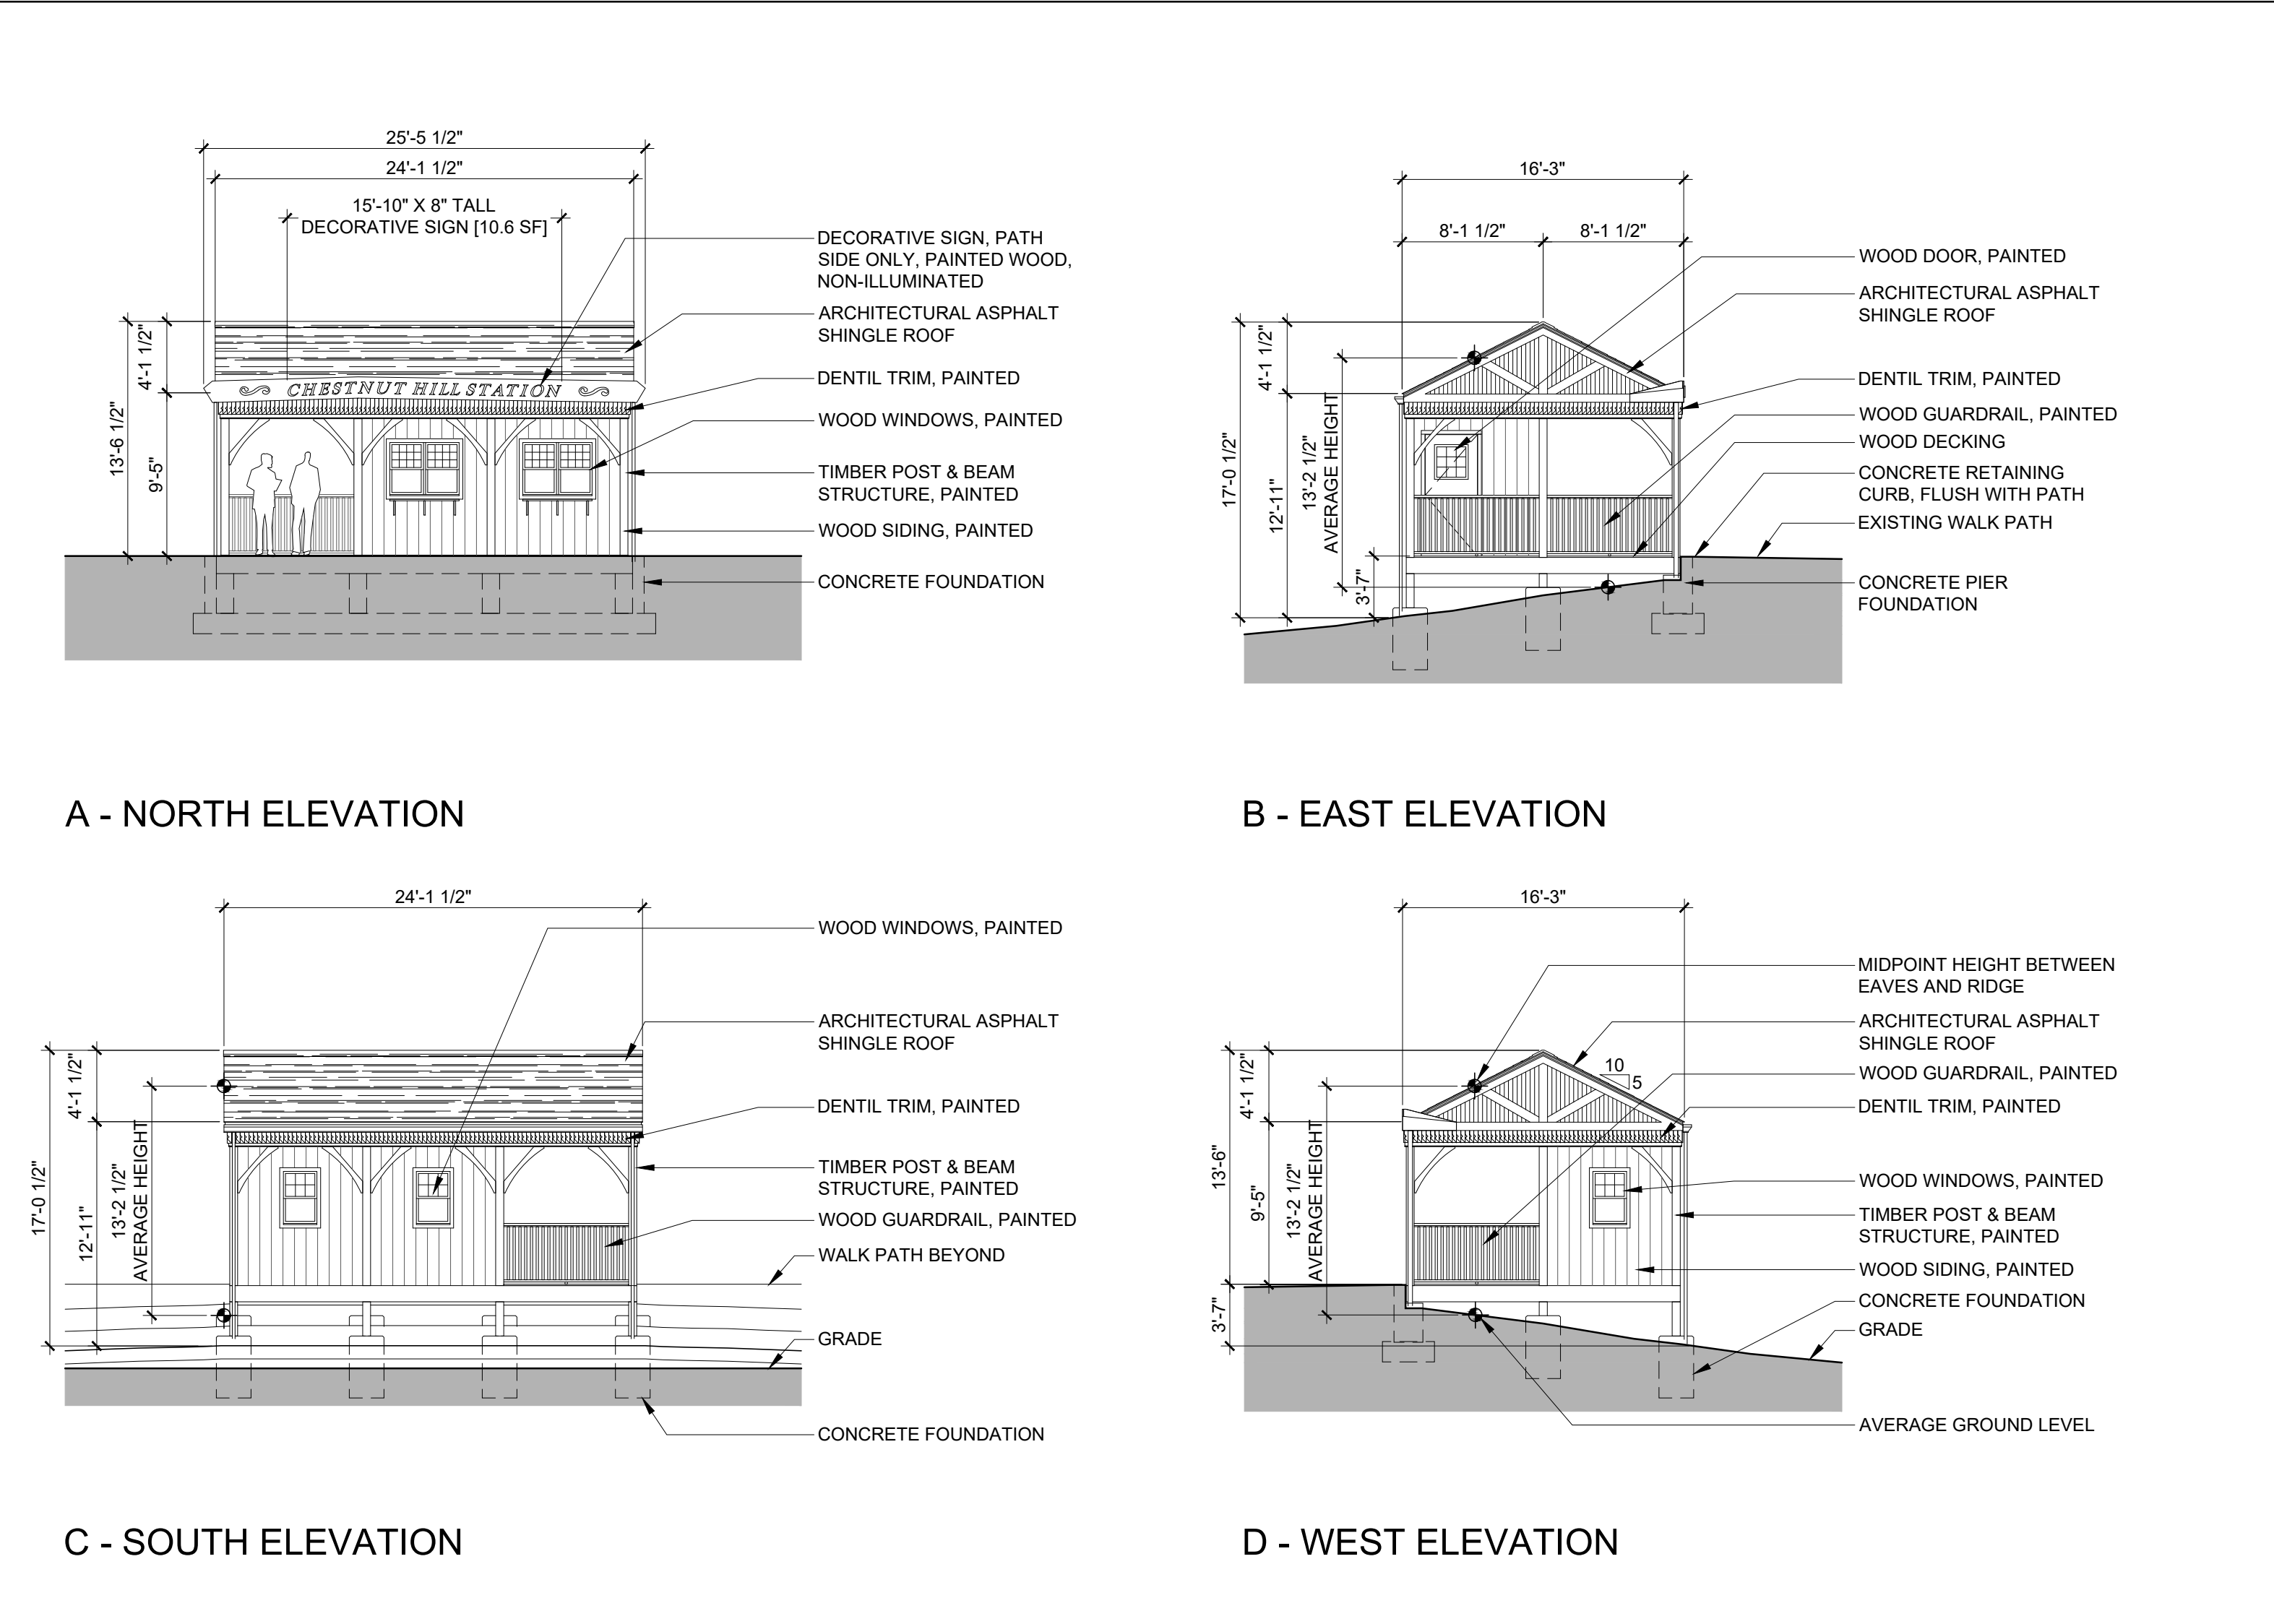 25'-5 1/2"
24'-1 1/2"
15'-10" X 8" TALL
DECORATIVE SIGN [10.6 SF]
DECORATIVE SIGN, PATH
SIDE ONLY, PAINTED WOOD,
NON-ILLUMINATED
ARCHITECTURAL ASPHALT
SHINGLE ROOF
DENTIL TRIM, PAINTED
WOOD WINDOWS, PAINTED
TIMBER POST & BEAM
STRUCTURE, PAINTED
WOOD SIDING, PAINTED
CONCRETE FOUNDATION
4'-1 1/2"
13'-6 1/2"
9'-5"
CHESTNUT HILL STATION
A - NORTH ELEVATION
16'-3"
8'-1 1/2"
8'-1 1/2"
WOOD DOOR, PAINTED
ARCHITECTURAL ASPHALT
SHINGLE ROOF
DENTIL TRIM, PAINTED
WOOD GUARDRAIL, PAINTED
WOOD DECKING
CONCRETE RETAINING
CURB, FLUSH WITH PATH
EXISTING WALK PATH
CONCRETE PIER
FOUNDATION
4'-1 1/2"
17'-0 1/2"
12'-11"
13'-2 1/2"
AVERAGE HEIGHT
3'-7"
B - EAST ELEVATION
24'-1 1/2"
WOOD WINDOWS, PAINTED
ARCHITECTURAL ASPHALT
SHINGLE ROOF
DENTIL TRIM, PAINTED
TIMBER POST & BEAM
STRUCTURE, PAINTED
WOOD GUARDRAIL, PAINTED
WALK PATH BEYOND
GRADE
CONCRETE FOUNDATION
4'-1 1/2"
17'-0 1/2"
12'-11"
13'-2 1/2"
AVERAGE HEIGHT
C - SOUTH ELEVATION
16'-3"
MIDPOINT HEIGHT BETWEEN
EAVES AND RIDGE
ARCHITECTURAL ASPHALT
SHINGLE ROOF
10
5
WOOD GUARDRAIL, PAINTED
DENTIL TRIM, PAINTED
WOOD WINDOWS, PAINTED
TIMBER POST & BEAM
STRUCTURE, PAINTED
WOOD SIDING, PAINTED
CONCRETE FOUNDATION
GRADE
AVERAGE GROUND LEVEL
4'-1 1/2"
13'-6"
9'-5"
13'-2 1/2"
AVERAGE HEIGHT
3'-7"
D - WEST ELEVATION